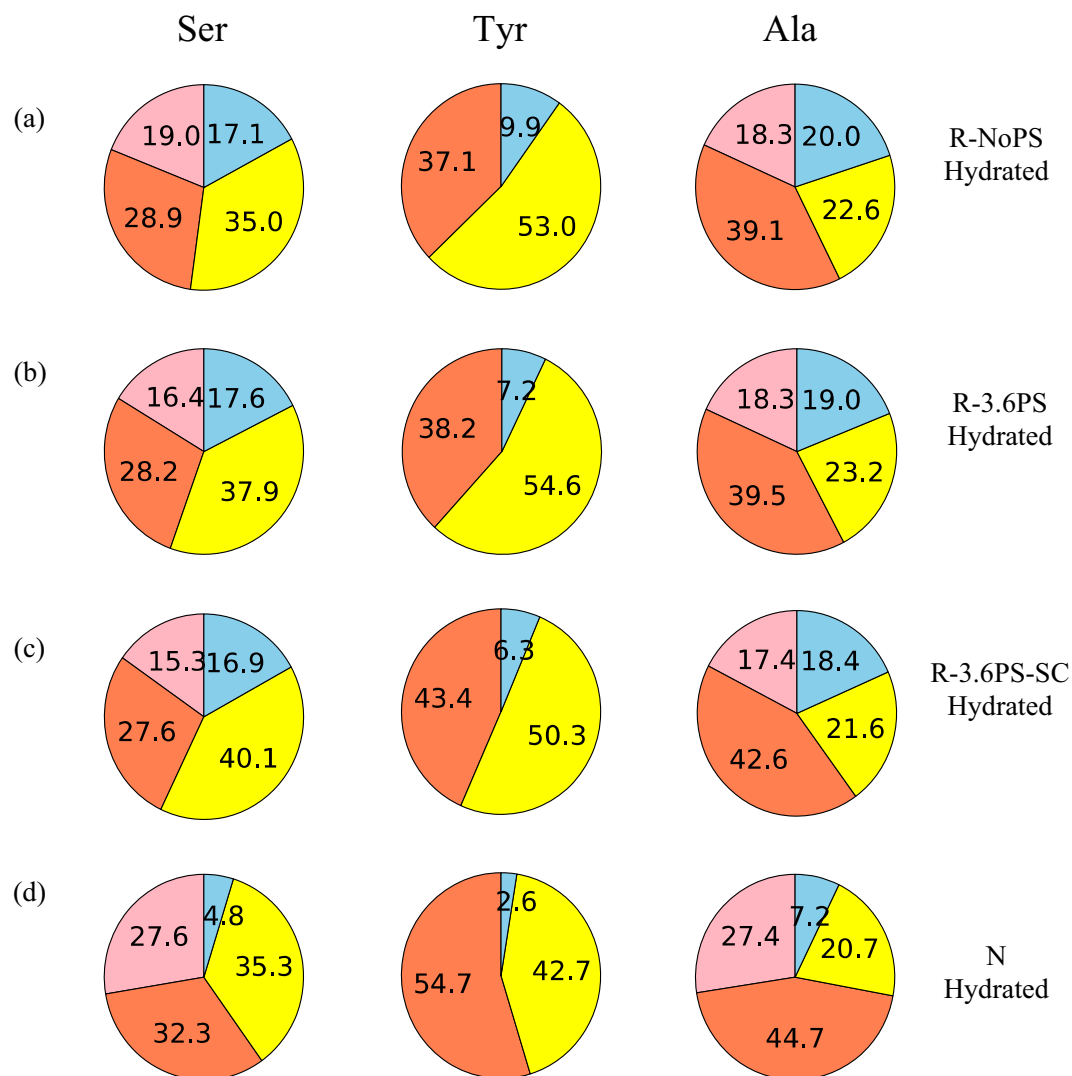 Ser Tyr Ala
(a)
19.0 17.1
28.9 35.0
9.9
37.1
53.0
18.3 20.0
39.1 22.6
R-NoPS
Hydrated
(b)
16.4 17.6
28.2 37.9
7.2
38.2
54.6
18.3 19.0
39.5 23.2
R-3.6PS
Hydrated
(c)
15.3 16.9
27.6 40.1
6.3
43.4
50.3
17.4 18.4
42.6 21.6
R-3.6PS-SC
Hydrated
(d)
27.6 4.8
35.3
32.3
2.6
54.7 42.7
27.4 7.2
20.7
44.7
N
Hydrated